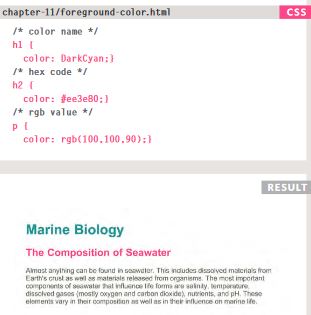 chapter-11/foreground-color.html
CSS
/* color name */
h1 {
color: DarkCyan;}
/* hex code */
h2 {
color: #ee3e80;}
/* rgb value */
p {
color: rgb(100,100,90);}
RESULT
Marine Biology
The Composition of Seawater
Almost anything can be found in seawater. This includes dissolved materials from
Earth's crust as well as materials released from organisms. The most important
components of seawater that influence life forms are salinity, temperature,
dissolved gases (mostly oxygen and carbon dioxide), nutrients, and pH. These
elements vary in their composition as well as in their influence on marine life.